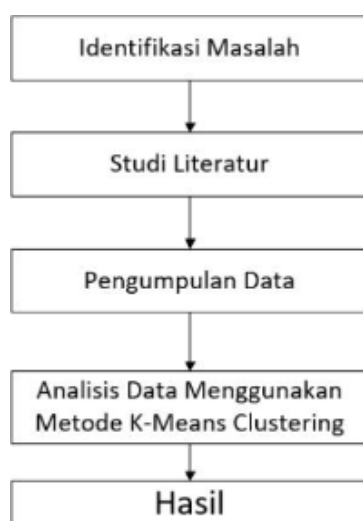 Identifikasi Masalah
Studi Literatur
Pengumpulan Data
Analisis Data Menggunakan
Metode K-Means Clustering
Hasil